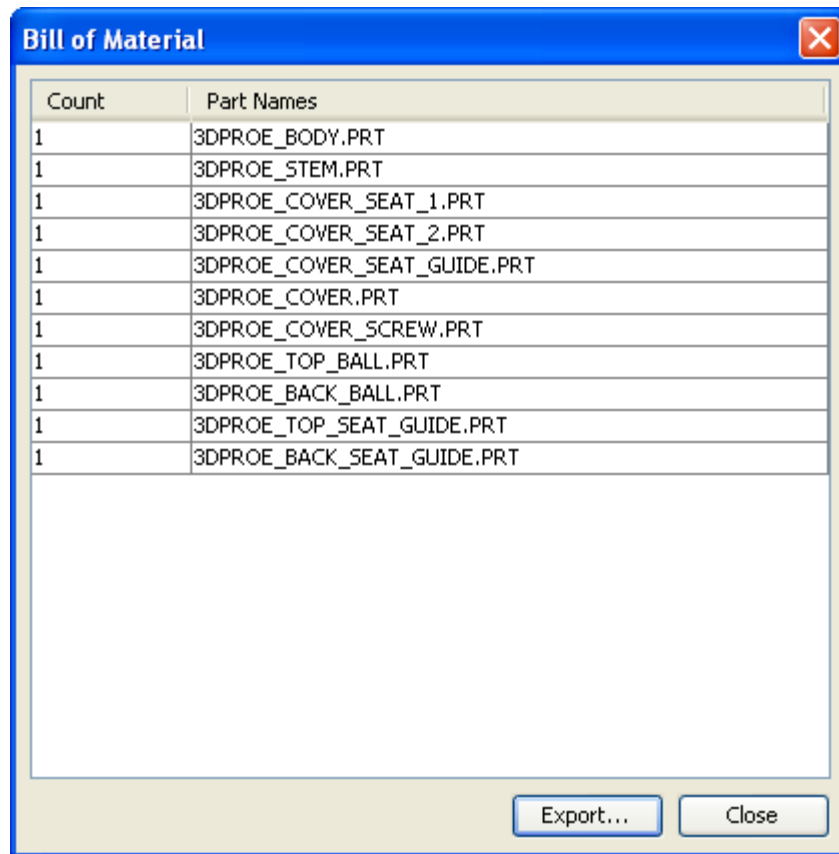 Bill of Material
Count Part Names
1 3DPROE_BODY.PRT
1 3DPROE_STEM.PRT
1 3DPROE_COVER_SEAT_1.PRT
1 3DPROE_COVER_SEAT_2.PRT
1 3DPROE_COVER_SEAT_GUIDE.PRT
1 3DPROE_COVER.PRT
1 3DPROE_COVER_SCREW.PRT
1 3DPROE_TOP_BALL.PRT
1 3DPROE_BACK_BALL.PRT
1 3DPROE_TOP_SEAT_GUIDE.PRT
1 3DPROE_BACK_SEAT_GUIDE.PRT
Export... Close